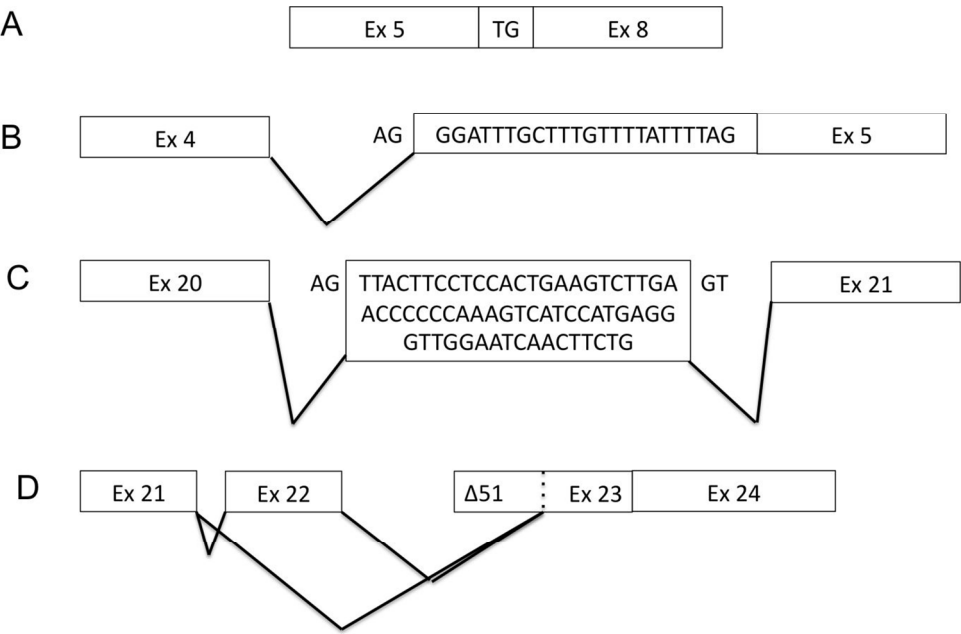 A
Ex 5 TG Ex 8
B
Ex 4 AG GGATTTGCTTTGTTTTATTTTAG Ex 5
C
Ex 20 AG TTACTTCCTCCACTGAAGTCTTGA GT Ex 21
ACCCCCCAAAGTCATCCATGAGG
GTTGGAATCAACTTCTG
D
Ex 21 Ex 22 Δ51 Ex 23 Ex 24